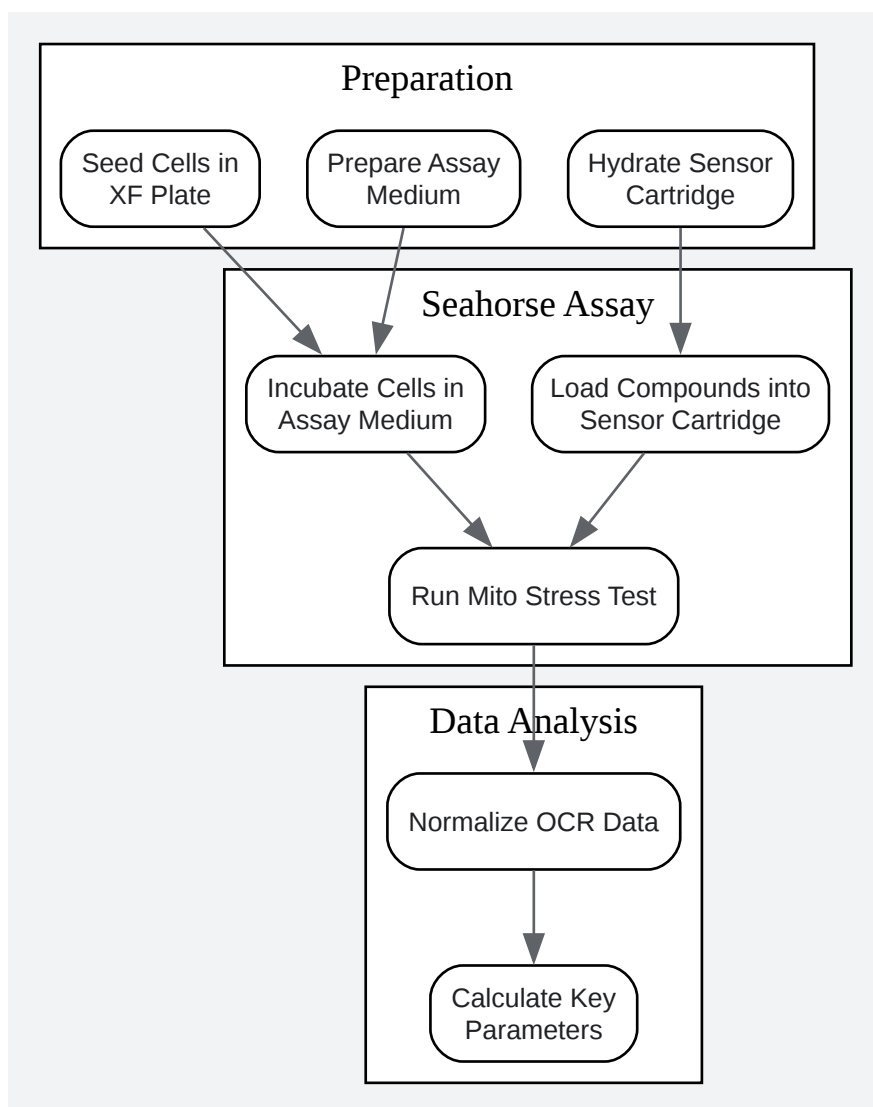 Preparation
Seed Cells in
XF Plate
Prepare Assay
Medium
Hydrate Sensor
Cartridge
Seahorse Assay
Incubate Cells in
Assay Medium
Load Compounds into
Sensor Cartridge
Run Mito Stress Test
Data Analysis
Normalize OCR Data
Calculate Key
Parameters